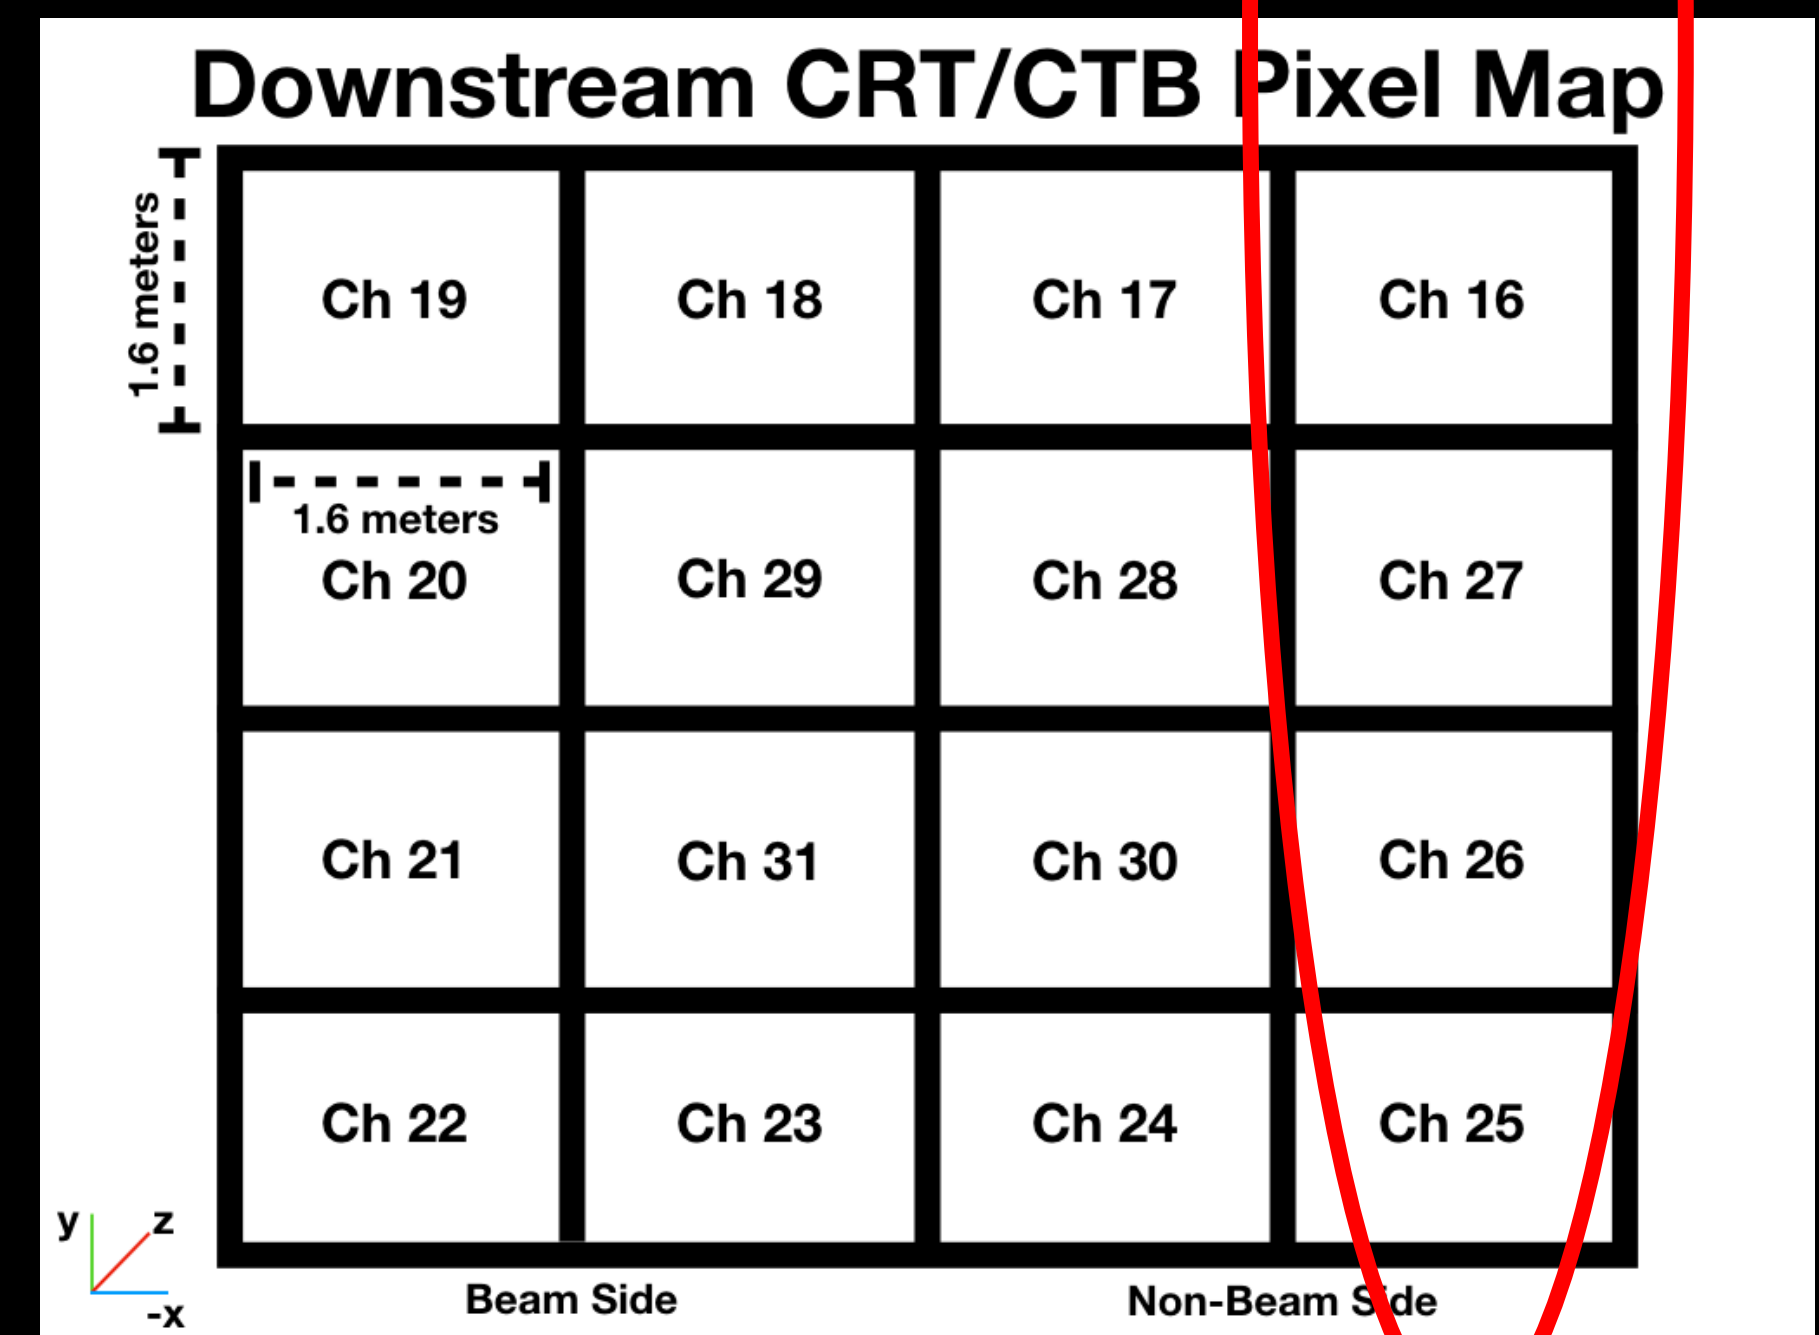 Downstream CRT/CTB Pixel Map
1.6 meters
Ch 19 Ch 18 Ch 17 Ch 16
1.6 meters
Ch 20 Ch 29 Ch 28 Ch 27
Ch 21 Ch 31 Ch 30 Ch 26
Ch 22 Ch 23 Ch 24 Ch 25
y z
-x
Beam Side Non-Beam Side